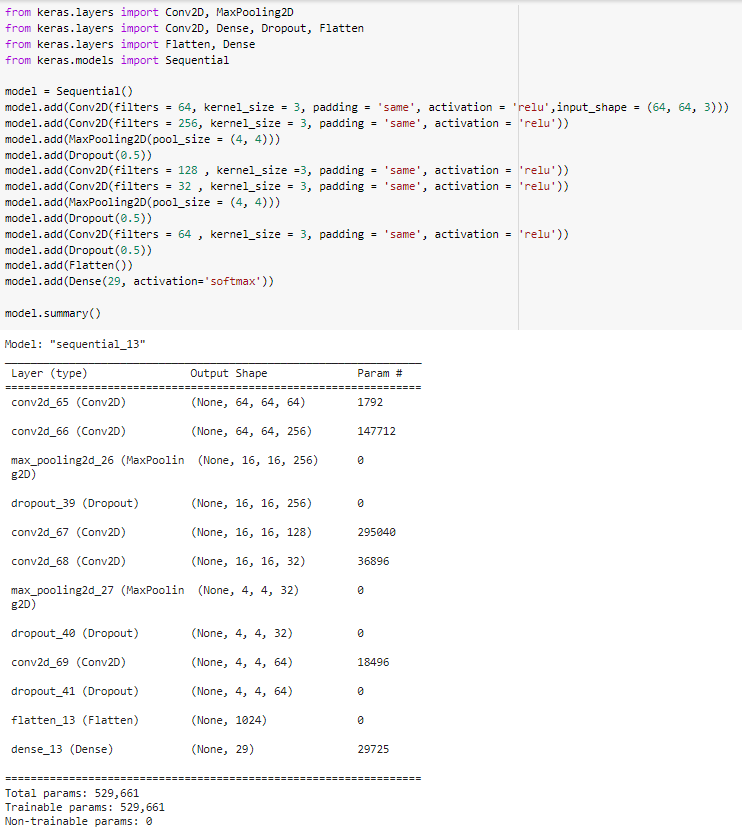 from keras.layers import Conv2D, MaxPooling2D
from keras.layers import Conv2D, Dense, Dropout, Flatten
from keras.layers import Flatten, Dense
from keras.models import Sequential

model = Sequential()
model.add(Conv2D(filters = 64, kernel_size = 3, padding = 'same', activation = 'relu',input_shape = (64, 64, 3)))
model.add(Conv2D(filters = 256, kernel_size = 3, padding = 'same', activation = 'relu'))
model.add(MaxPooling2D(pool_size = (4, 4)))
model.add(Dropout(0.5))
model.add(Conv2D(filters = 128 , kernel_size =3, padding = 'same', activation = 'relu'))
model.add(Conv2D(filters = 32 , kernel_size = 3, padding = 'same', activation = 'relu'))
model.add(MaxPooling2D(pool_size = (4, 4)))
model.add(Dropout(0.5))
model.add(Conv2D(filters = 64 , kernel_size = 3, padding = 'same', activation = 'relu'))
model.add(Dropout(0.5))
model.add(Flatten())
model.add(Dense(29, activation='softmax'))

model.summary()

Model: "sequential_13"
_________________________________________________________________
Layer (type)                Output Shape              Param #
=================================================================
conv2d_65 (Conv2D)          (None, 64, 64, 64)        1792

conv2d_66 (Conv2D)          (None, 64, 64, 256)       147712

max_pooling2d_26 (MaxPoolin  (None, 16, 16, 256)      0
g2D)

dropout_39 (Dropout)        (None, 16, 16, 256)       0

conv2d_67 (Conv2D)          (None, 16, 16, 128)       295040

conv2d_68 (Conv2D)          (None, 16, 16, 32)        36896

max_pooling2d_27 (MaxPoolin  (None, 4, 4, 32)         0
g2D)

dropout_40 (Dropout)        (None, 4, 4, 32)          0

conv2d_69 (Conv2D)          (None, 4, 4, 64)          18496

dropout_41 (Dropout)        (None, 4, 4, 64)          0

flatten_13 (Flatten)        (None, 1024)              0

dense_13 (Dense)            (None, 29)                29725

=================================================================
Total params: 529,661
Trainable params: 529,661
Non-trainable params: 0